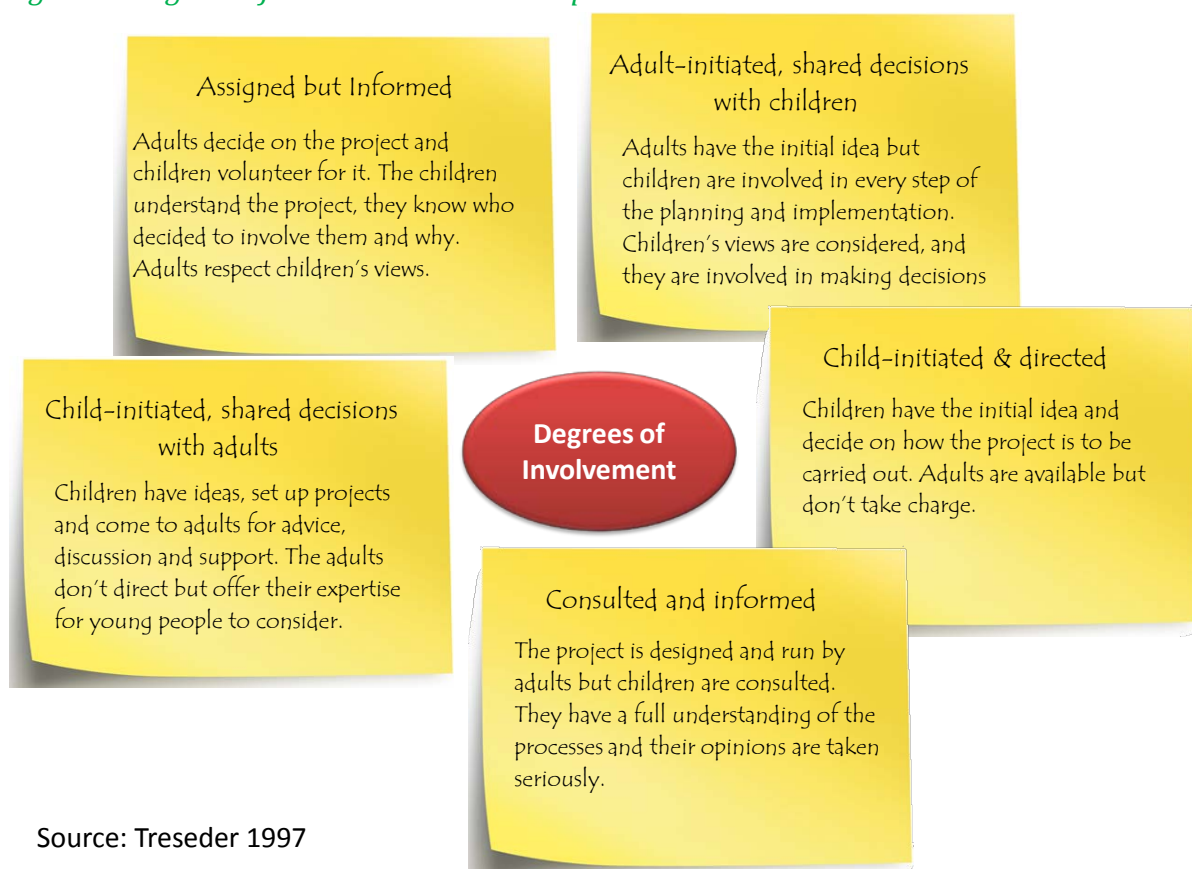 Assigned but Informed
Adults decide on the project and
children volunteer for it. The children
understand the project, they know who
decided to involve them and why.
Adults respect children's views.
Adult-initiated, shared decisions
with children
Adults have the initial idea but
children are involved in every step of
the planning and implementation.
Children's views are considered, and
they are involved in making decisions
Child-initiated, shared decisions
with adults
Children have ideas, set up projects
and come to adults for advice,
discussion and support. The adults
don't direct but offer their expertise
for young people to consider.
Degrees of
Involvement
Child-initiated & directed
Children have the initial idea and
decide on how the project is to be
carried out. Adults are available but
don't take charge.
Consulted and informed
The project is designed and run by
adults but children are consulted.
They have a full understanding of the
processes and their opinions are taken
seriously.
Source: Treseder 1997